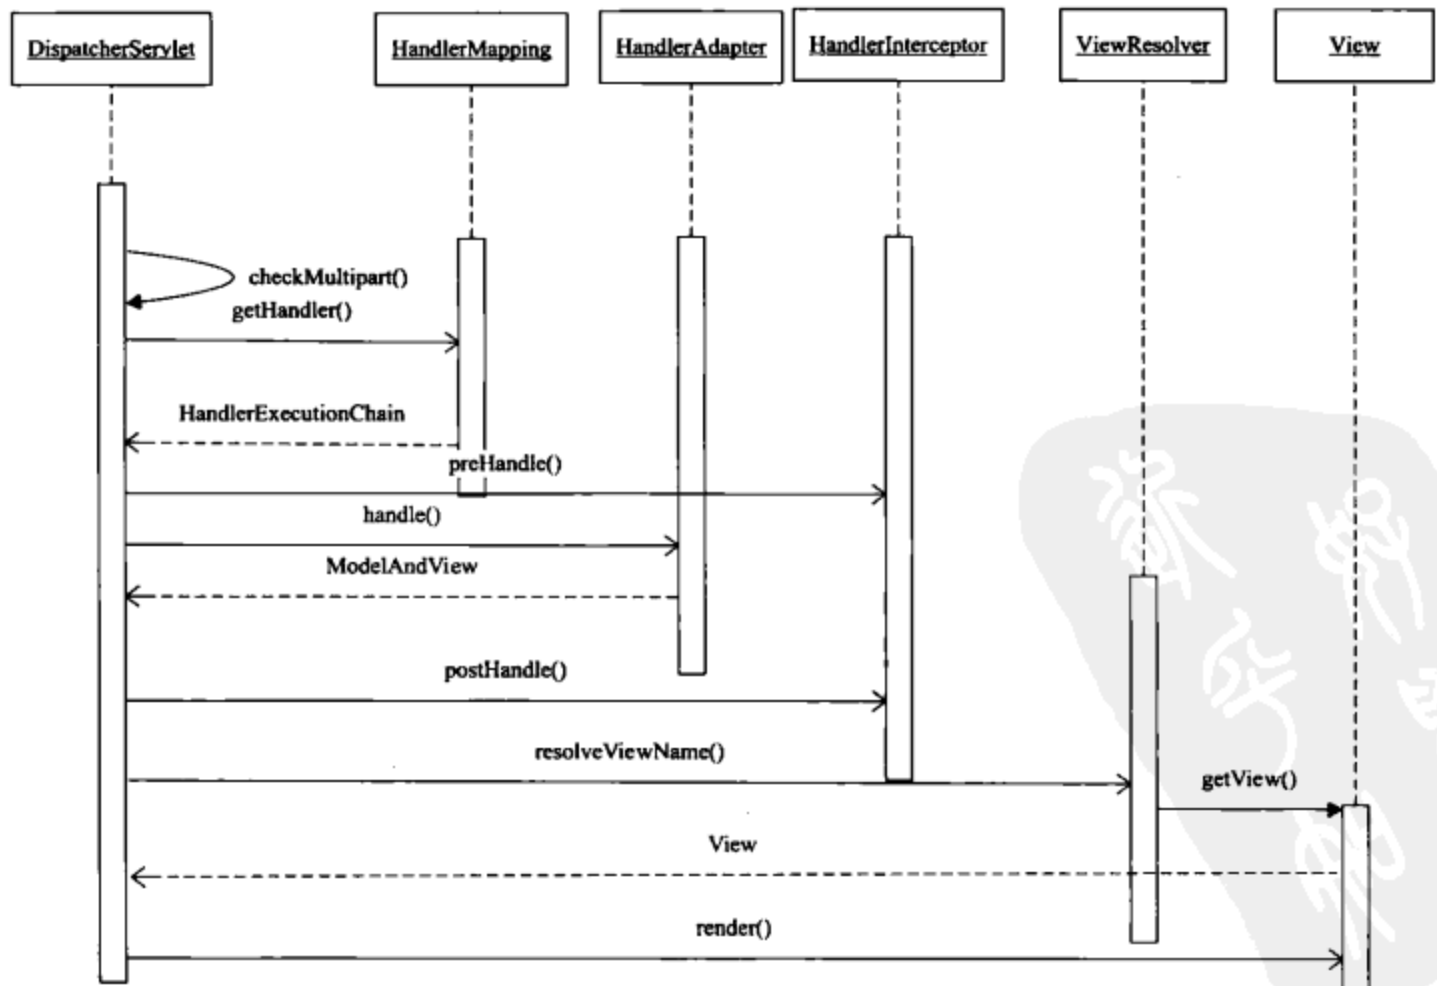 DispatcherServlet
HandlerMapping
HandlerAdapter
HandlerInterceptor
ViewResolver
View
checkMultipart()
getHandler()
HandlerExecutionChain
preHandle()
handle()
ModelAndView
postHandle()
resolveViewName()
getView()
View
render()